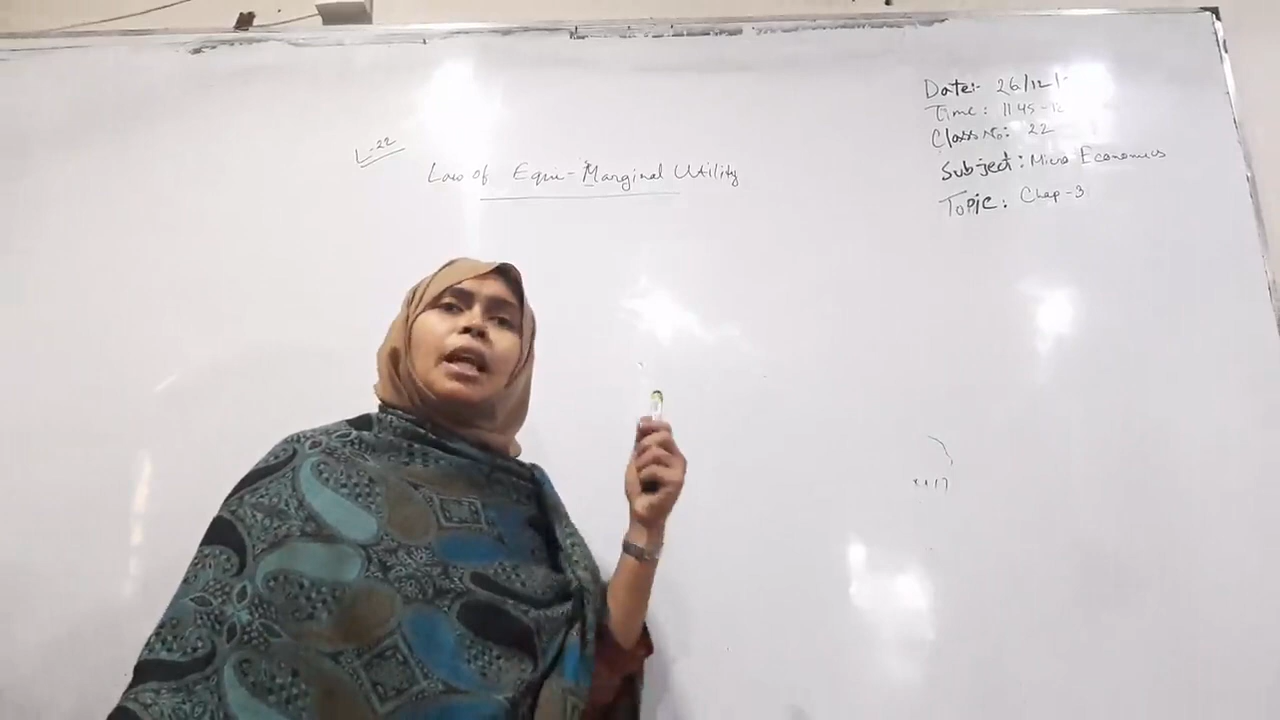 L-22
Law of Equi-Marginal Utility
Date:- 26/12/
Time: 11 45-12
Class No: 22
Subject: Micro Economics
Topic: Chap-3